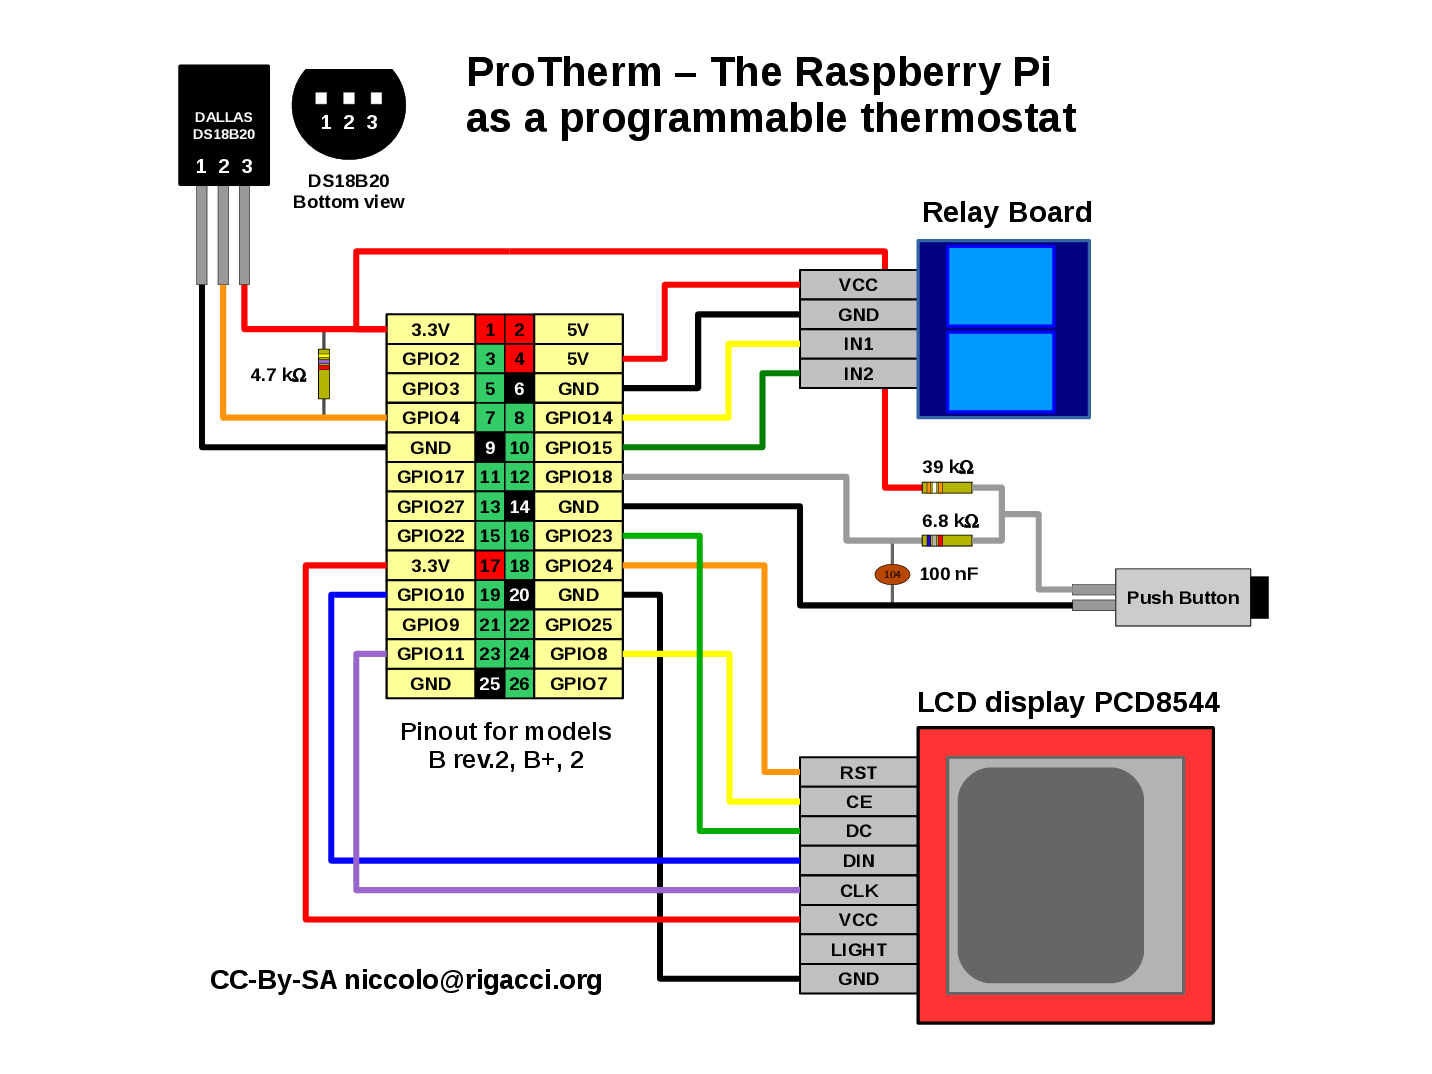 ProTherm – The Raspberry Pi
as a programmable thermostat
DALLAS
DS18B20
1 2 3
1 2 3
DS18B20
Bottom view
Relay Board
VCC
GND
IN1
IN2
3.3V 1 2 5V
GPIO2 3 4 5V
GPIO3 5 6 GND
GPIO4 7 8 GPIO14
GND 9 10 GPIO15
GPIO17 11 12 GPIO18
GPIO27 13 14 GND
GPIO22 15 16 GPIO23
3.3V 17 18 GPIO24
GPIO10 19 20 GND
GPIO9 21 22 GPIO25
GPIO11 23 24 GPIO8
GND 25 26 GPIO7
4.7 kΩ
39 kΩ
6.8 kΩ
104
100 nF
Push Button
Pinout for models
B rev.2, B+, 2
LCD display PCD8544
RST
CE
DC
DIN
CLK
VCC
LIGHT
GND
CC-By-SA niccolo@rigacci.org